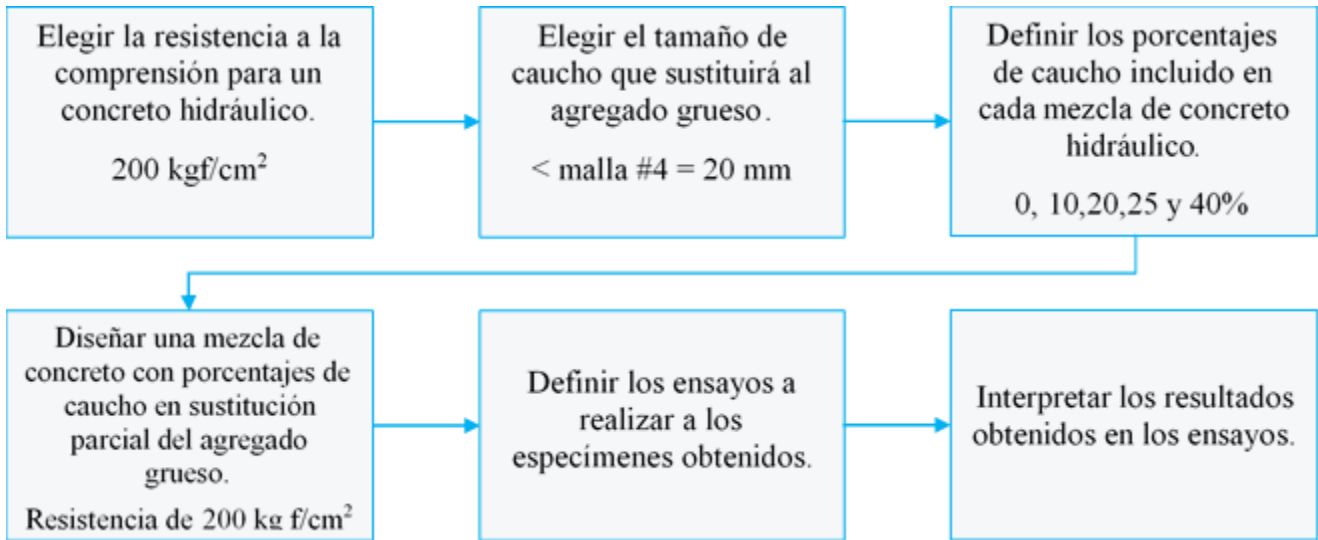 Elegir la resistencia a la
comprensión para un
concreto hidráulico.
200 kgf/cm²
Elegir el tamaño de
caucho que sustituirá al
agregado grueso.
< malla #4 = 20 mm
Definir los porcentajes
de caucho incluido en
cada mezcla de concreto
hidráulico.
0, 10,20,25 y 40%
Diseñar una mezcla de
concreto con porcentajes de
caucho en sustitución
parcial del agregado
grueso.
Resistencia de 200 kg f/cm²
Definir los ensayos a
realizar a los
especímenes obtenidos.
Interpretar los resultados
obtenidos en los ensayos.